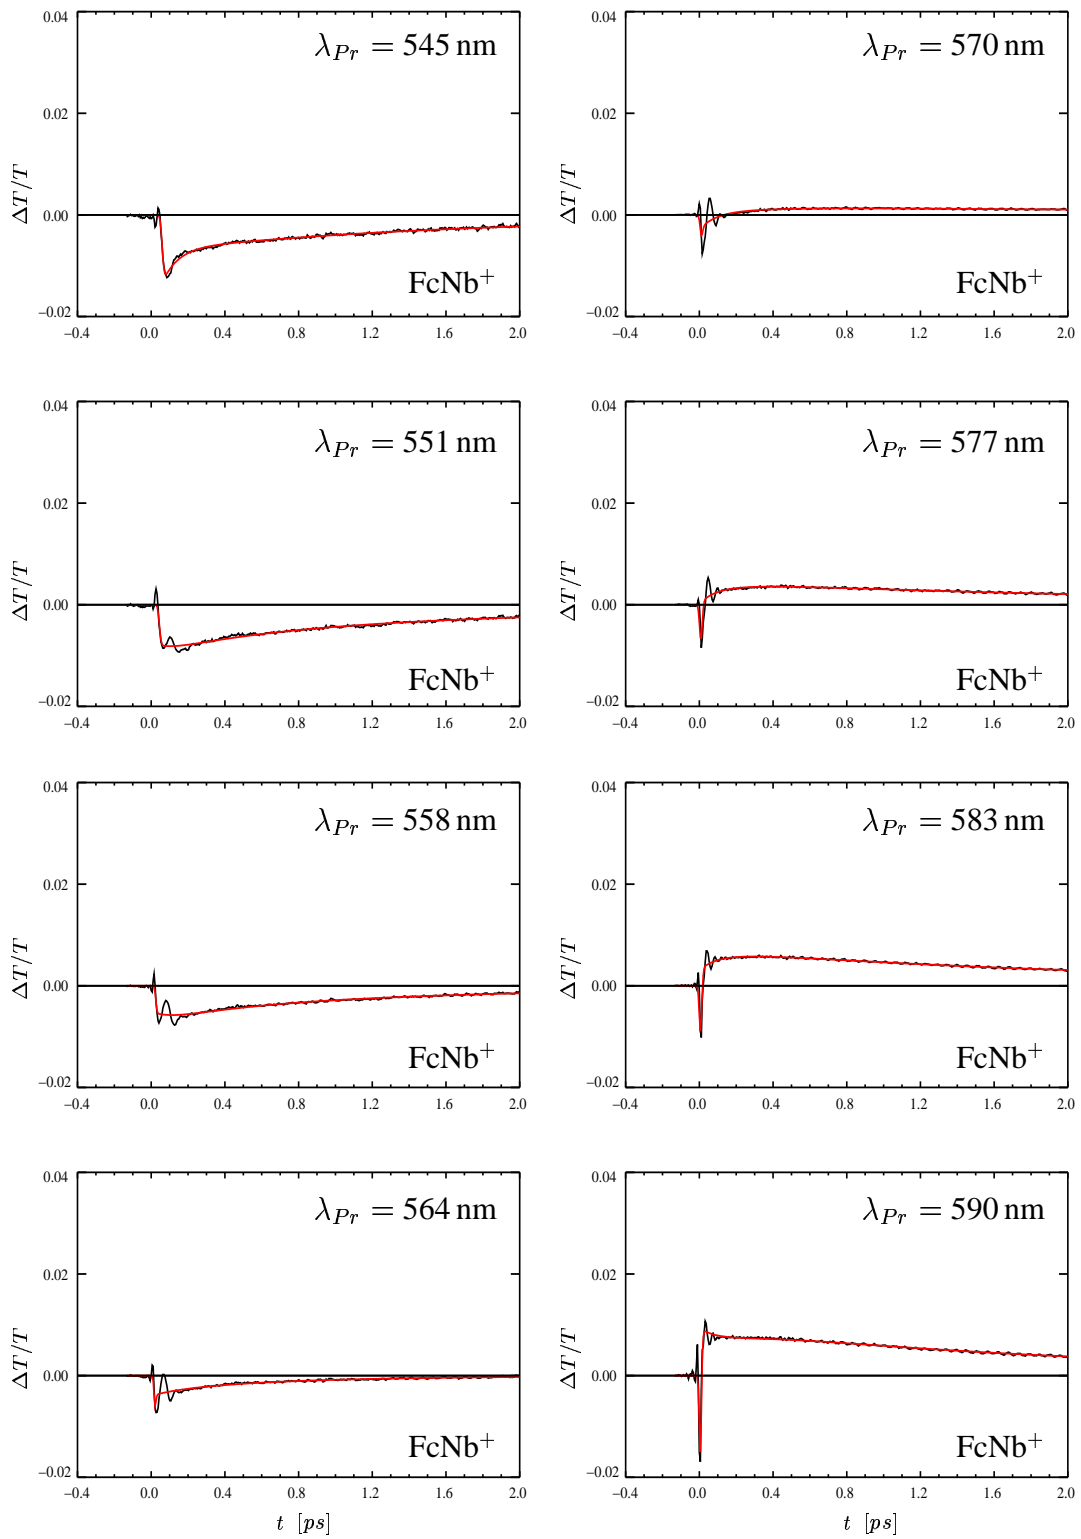 0.04
λPr = 545 nm
0.02
ΔT/T
0.00
FcNb+
−0.02
−0.4 0.0 0.4 0.8 1.2 1.6 2.0
0.04
λPr = 570 nm
0.02
ΔT/T
0.00
FcNb+
−0.02
−0.4 0.0 0.4 0.8 1.2 1.6 2.0
0.04
λPr = 551 nm
0.02
ΔT/T
0.00
FcNb+
−0.02
−0.4 0.0 0.4 0.8 1.2 1.6 2.0
0.04
λPr = 577 nm
0.02
ΔT/T
0.00
FcNb+
−0.02
−0.4 0.0 0.4 0.8 1.2 1.6 2.0
0.04
λPr = 558 nm
0.02
ΔT/T
0.00
FcNb+
−0.02
−0.4 0.0 0.4 0.8 1.2 1.6 2.0
0.04
λPr = 583 nm
0.02
ΔT/T
0.00
FcNb+
−0.02
−0.4 0.0 0.4 0.8 1.2 1.6 2.0
0.04
λPr = 564 nm
0.02
ΔT/T
0.00
FcNb+
−0.02
−0.4 0.0 0.4 0.8 1.2 1.6 2.0
t [ps]
0.04
λPr = 590 nm
0.02
ΔT/T
0.00
FcNb+
−0.02
−0.4 0.0 0.4 0.8 1.2 1.6 2.0
t [ps]